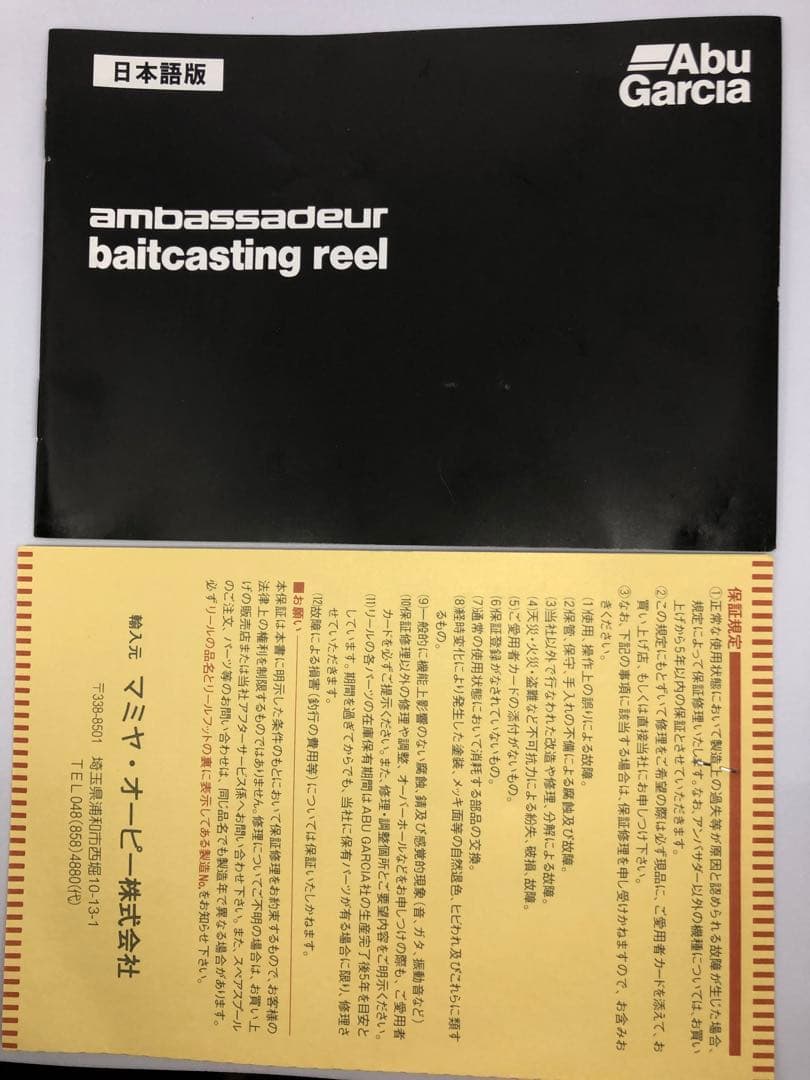 日本語版
Abu
Garcia
ambassadeur
baitcasting reel
保証規定
①正常な使用状態において製造上の過失等が原因と認められる故障が生じた場合、
規定によって保証修理いたします。なお、アンバサダー以外の機種については、お買い
上げから5年以内の保証とさせていただきます。
②この規定にもとずいて修理をご希望の際は必ず現品に、ご愛用者カードを添えて、お
買い上げ店、もしくは直接当社にお申しつけ下さい。
③なお、下記の事項に該当する場合は、保証修理を申し受けかねますので、お含みお
きください。
(1)使用、操作上の誤りによる故障。
(2)保管、保守、手入れの不備による腐蝕及び故障。
(3)当社以外で行なわれた改造や修理、分解による故障。
(4)天災・火災・盗難など不可抗力による紛失、破損、故障。
(5)ご愛用者カードの添付がないもの。
(6)保証登録がなされていないもの。
(7)通常の使用状態において消耗する部品の交換。
(8)経時変化により発生した塗装、メッキ面等の自然退色、ヒビわれ及びこれらに類す
るもの。
(9)一般的に機能上影響のない腐蝕、錆及び感覚的現象(音、ガタ、振動音など)
(10)保証修理以外の修理や調整、オーバーホールなどをお申しつけの際も、ご愛用者
カードを必ずご提示ください。また、修理・調整個所とご要望内容をご明示ください。
(11)リールの各パーツの在庫保有期間はABU GARCIA社の生産完了後5年を目安と
しています。期間を過ぎてからでも、当社に保有パーツが有る場合に限り、修理さ
せていただきます。
(12)故障による損害(釣行の費用等)については保証いたしかねます。
■お願い
本保証は本書に明示した条件のもとにおいて保証修理をお約束するもので、お客様の
法律上の権利を制限するものではありません。修理についてご不明の場合は、お買い上
げの販売店または当社アフターサービス係へお問い合わせ下さい。また、スペアスプール
のご注文、パーツ等のお問い合わせは、同じ品名でも製造年で異なる場合があります。
必ずリールの品名とリールフットの裏に表示してある製造No.をお知らせ下さい。
輸入元 マミヤ・オーピー株式会社
〒338-8501 埼玉県浦和市西堀10-13-1
TEL048(858)4880(代)